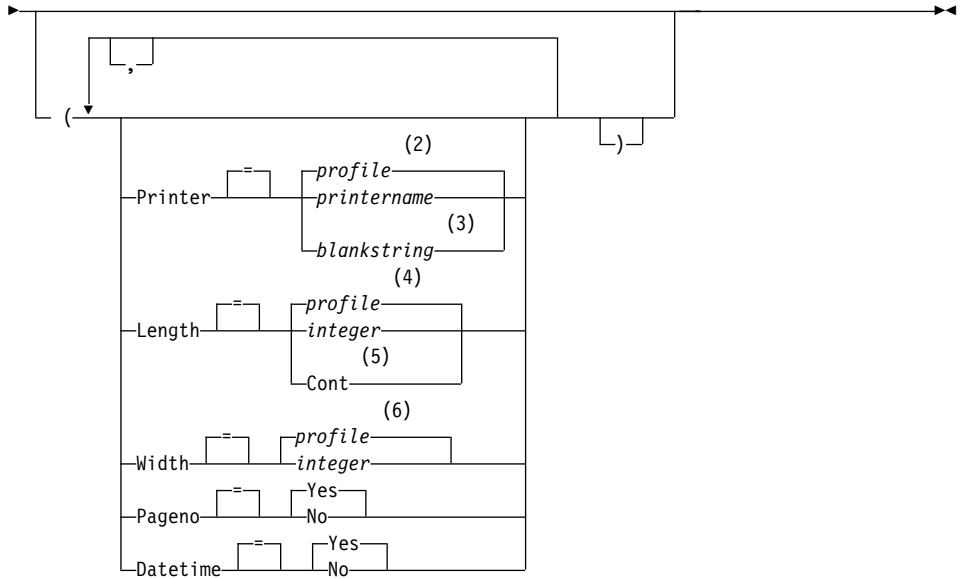 ,
(
)
(2)
=
profile
Printer
printername
(3)
blankstring
(4)
=
profile
Length
integer
(5)
Cont
(6)
=
profile
Width
integer
=
Yes
Pageno
No
=
Yes
Datetime
No